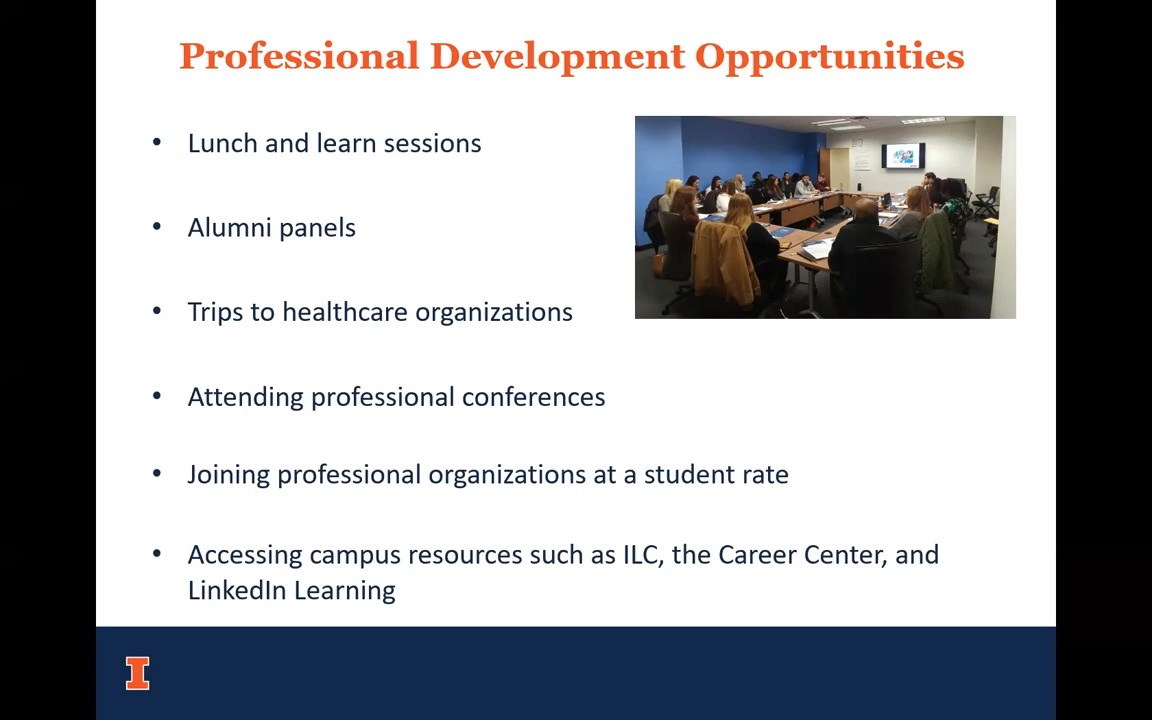 Professional Development Opportunities
• Lunch and learn sessions
• Alumni panels
• Trips to healthcare organizations
• Attending professional conferences
• Joining professional organizations at a student rate
• Accessing campus resources such as ILC, the Career Center, and
LinkedIn Learning
I